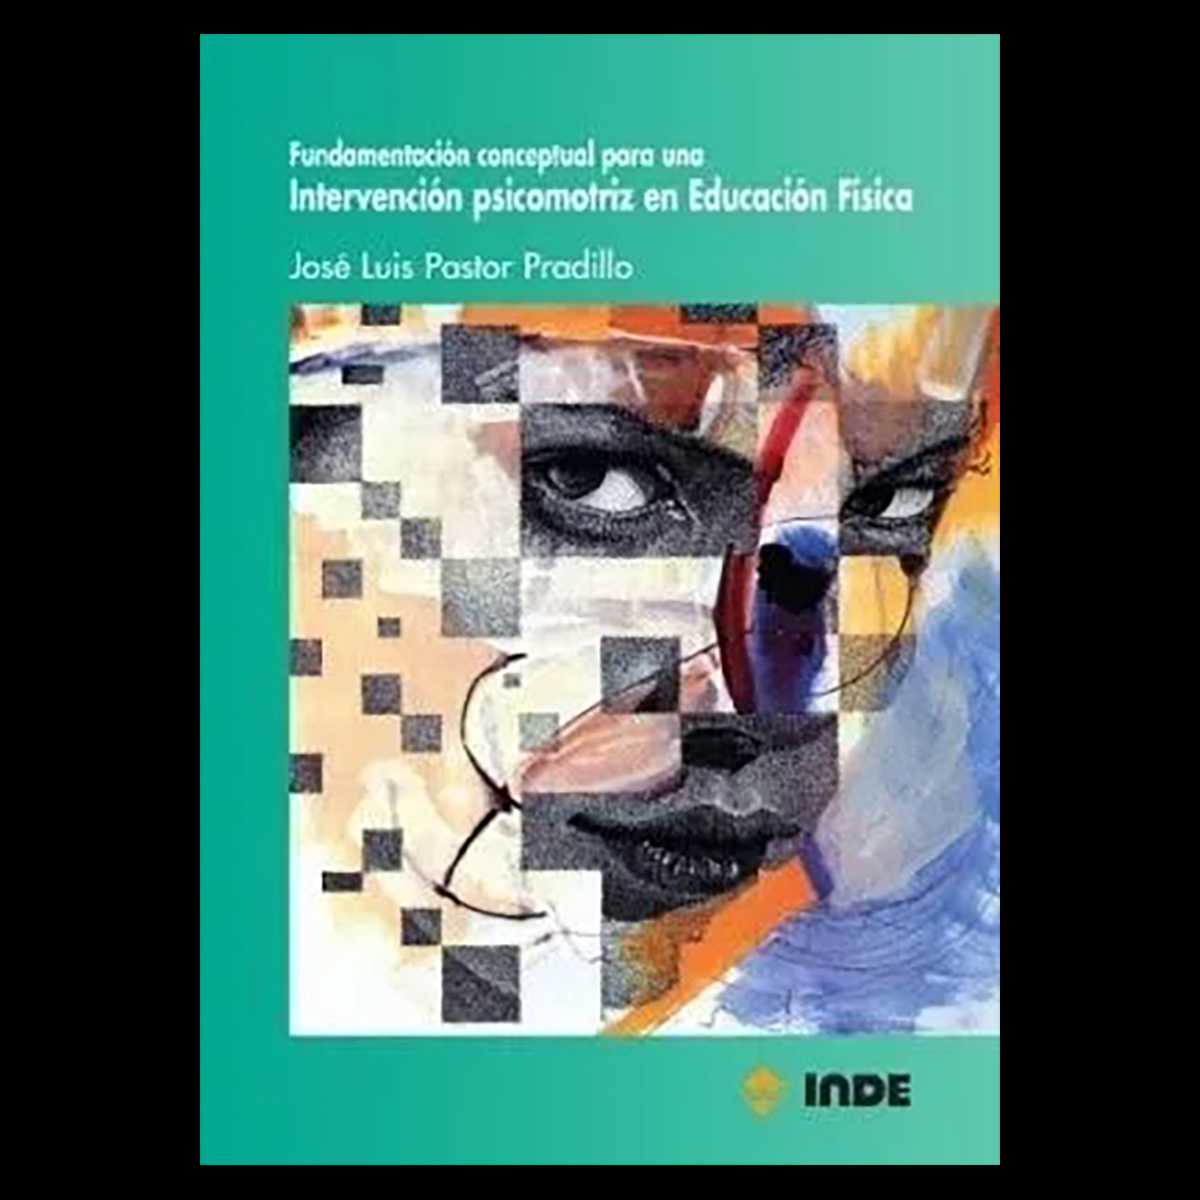 Fundamentación conceptual para una
Intervención psicomotriz en Educación Física
José Luis Pastor Pradillo
INDE